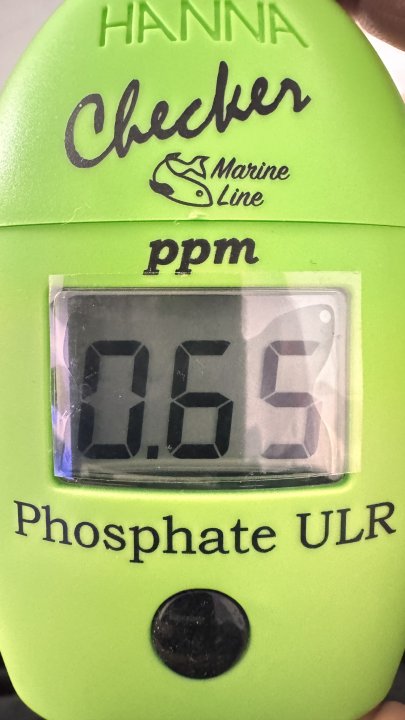 HANNA
Checker
Marine
Line
ppm
0.65
Phosphate ULR